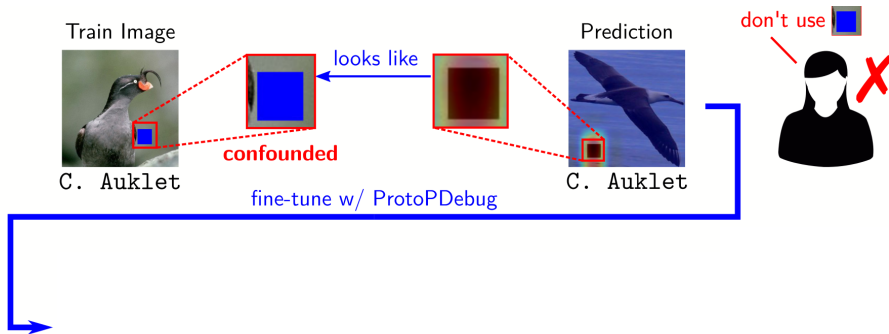 Train Image
looks like
Prediction
don't use
confounded
C. Auklet
C. Auklet
fine-tune w/ ProtoPDebug